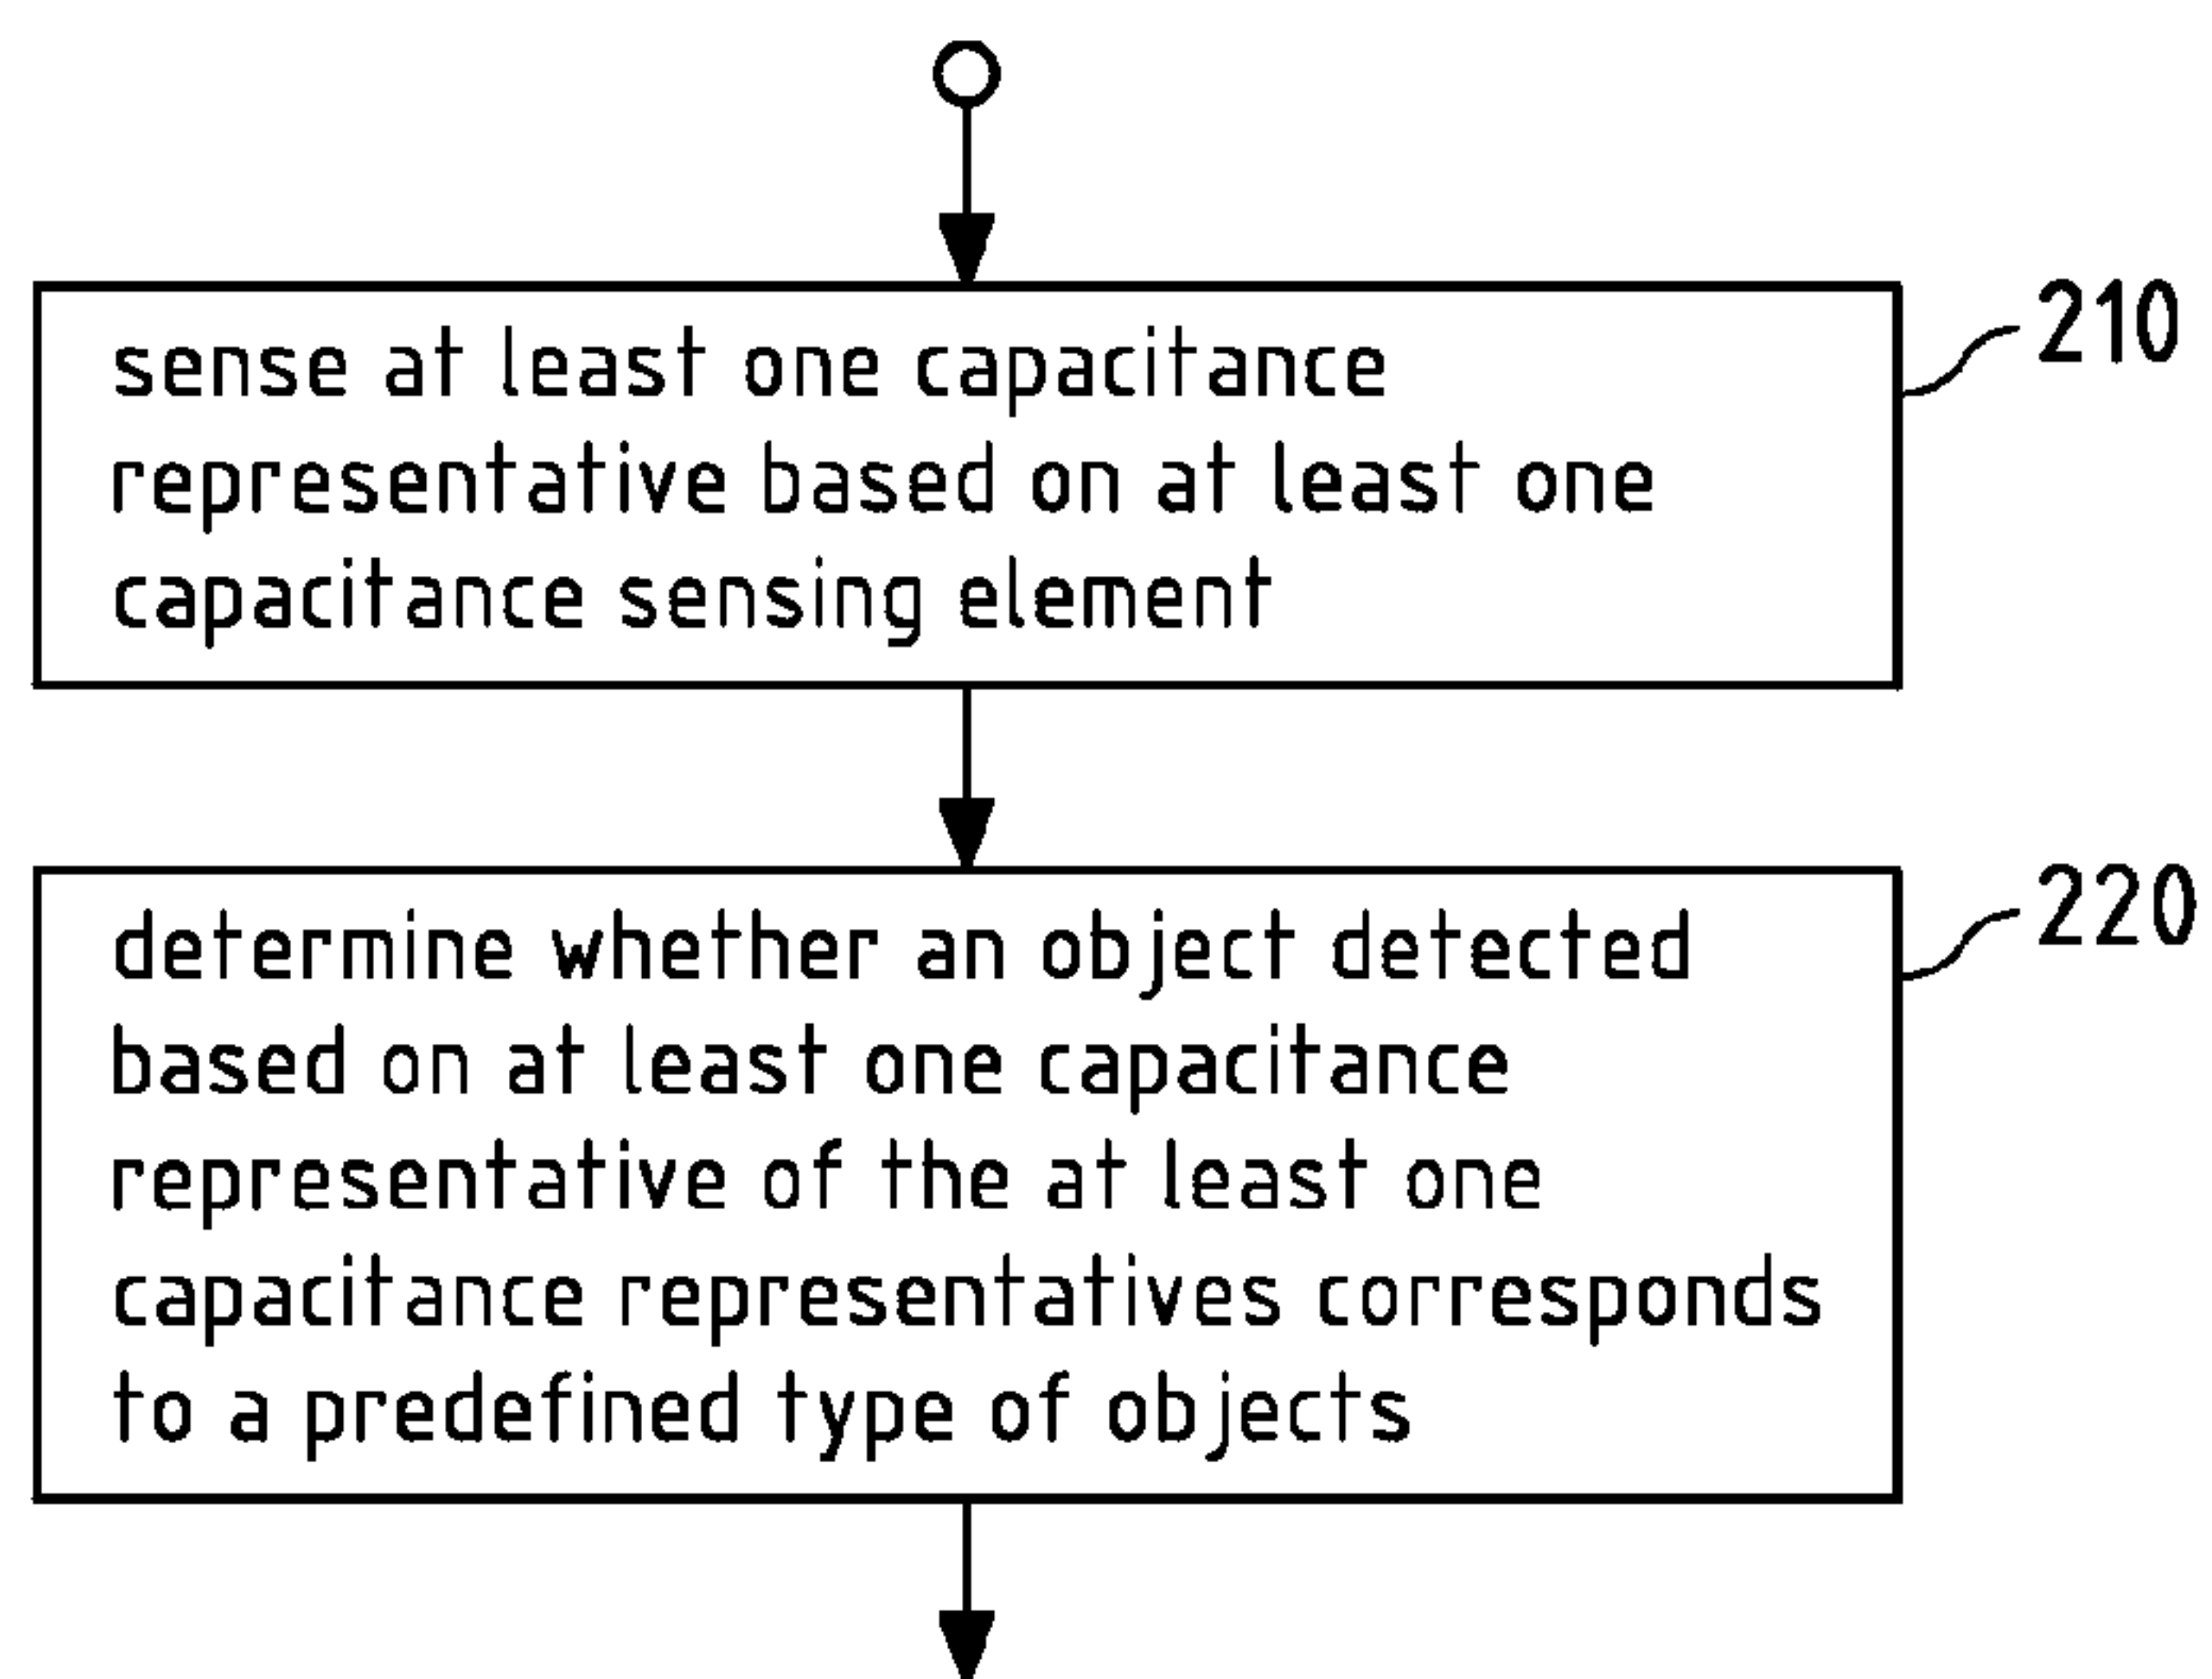 sense at least one capacitance
representative based on at least one
capacitance sensing element
210
determine whether an object detected
based on at least one capacitance
representative of the at least one
capacitance representatives corresponds
to a predefined type of objects
220